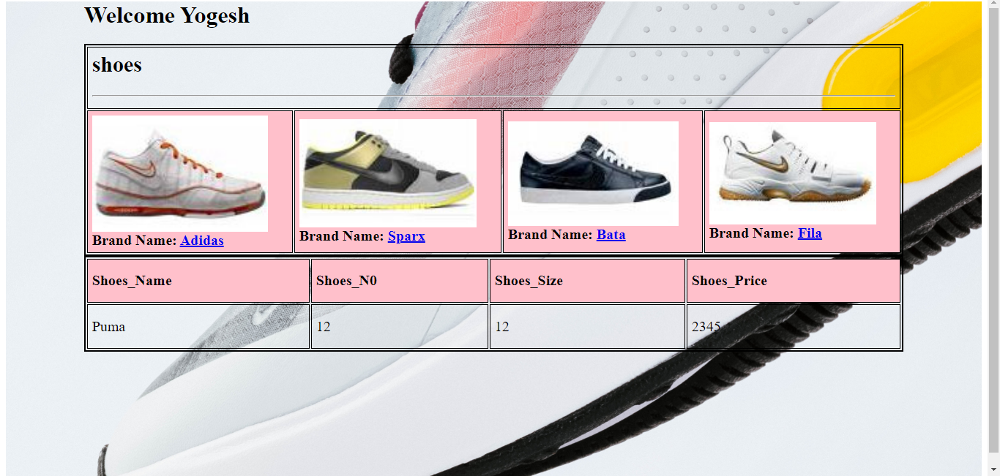 Welcome Yogesh
shoes
Brand Name: Adidas
Brand Name: Sparx
Brand Name: Bata
Brand Name: Fila
Shoes_Name Shoes_N0 Shoes_Size Shoes_Price
Puma 12 12 2345